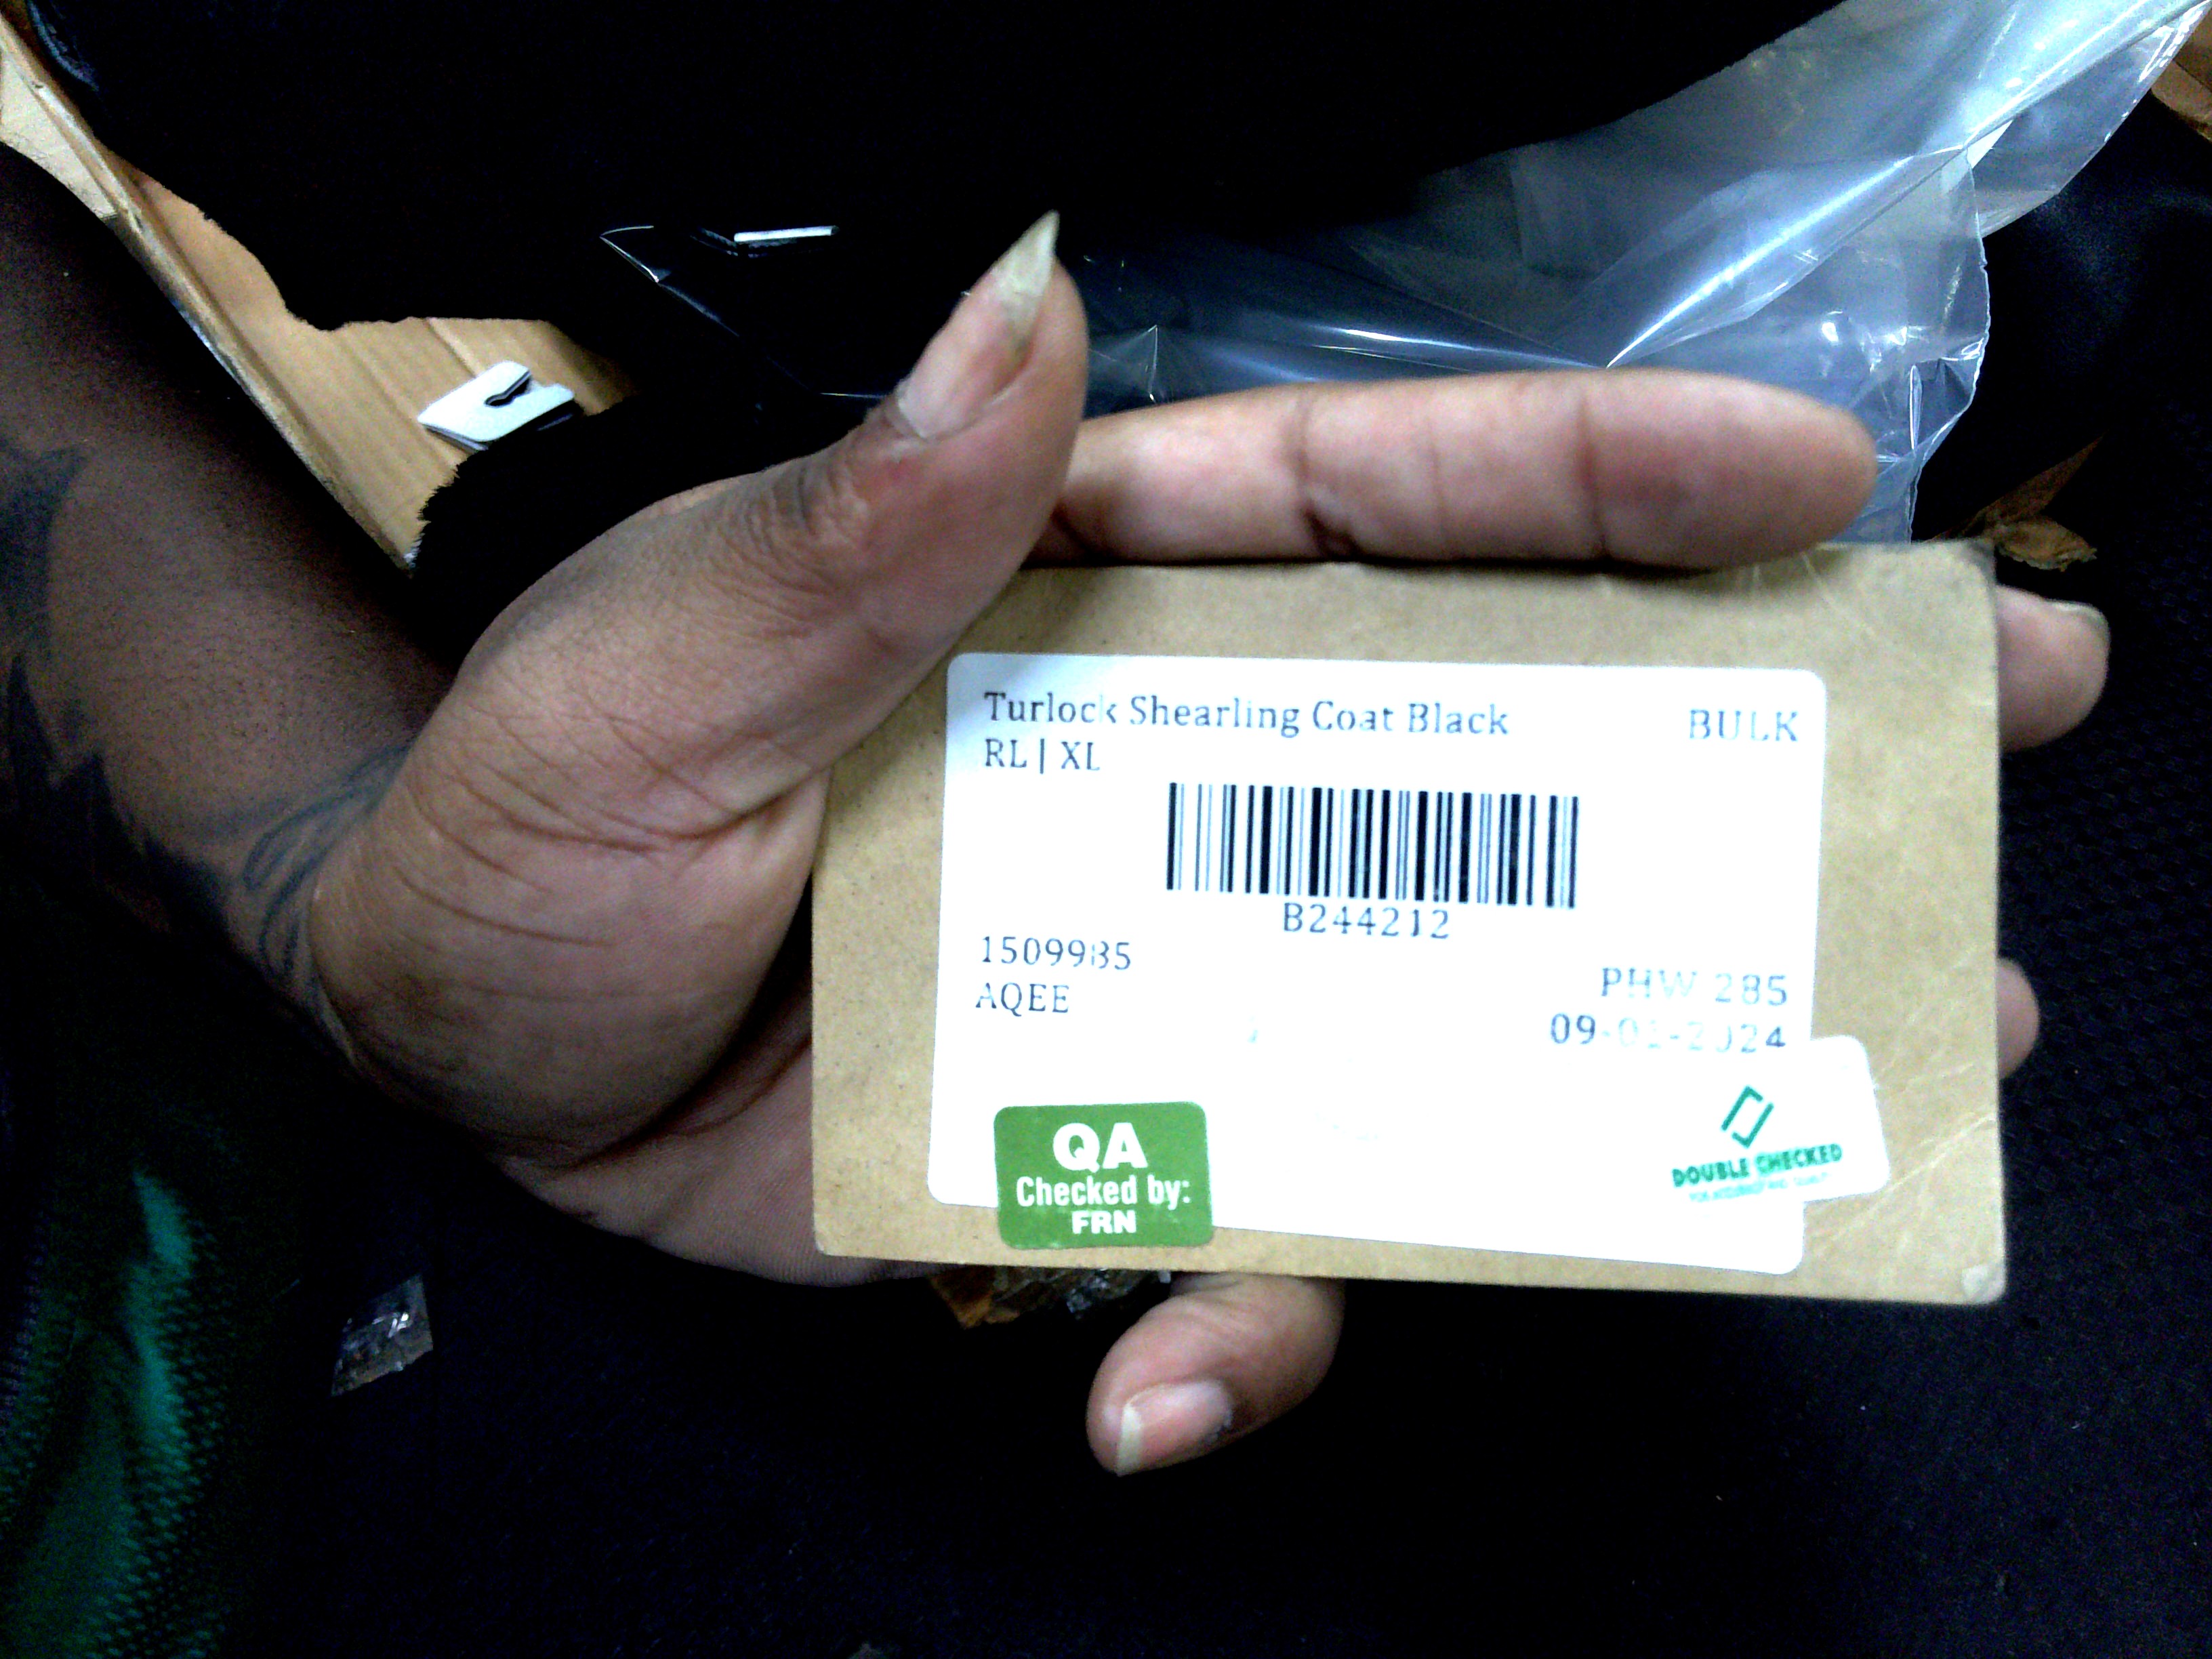 Turlock Shearling Coat Black BULK
RL | XL
B244212
1509985
AQEE
PHW 285
QA
Checked by:
FRN
DOUBLE CHECKED